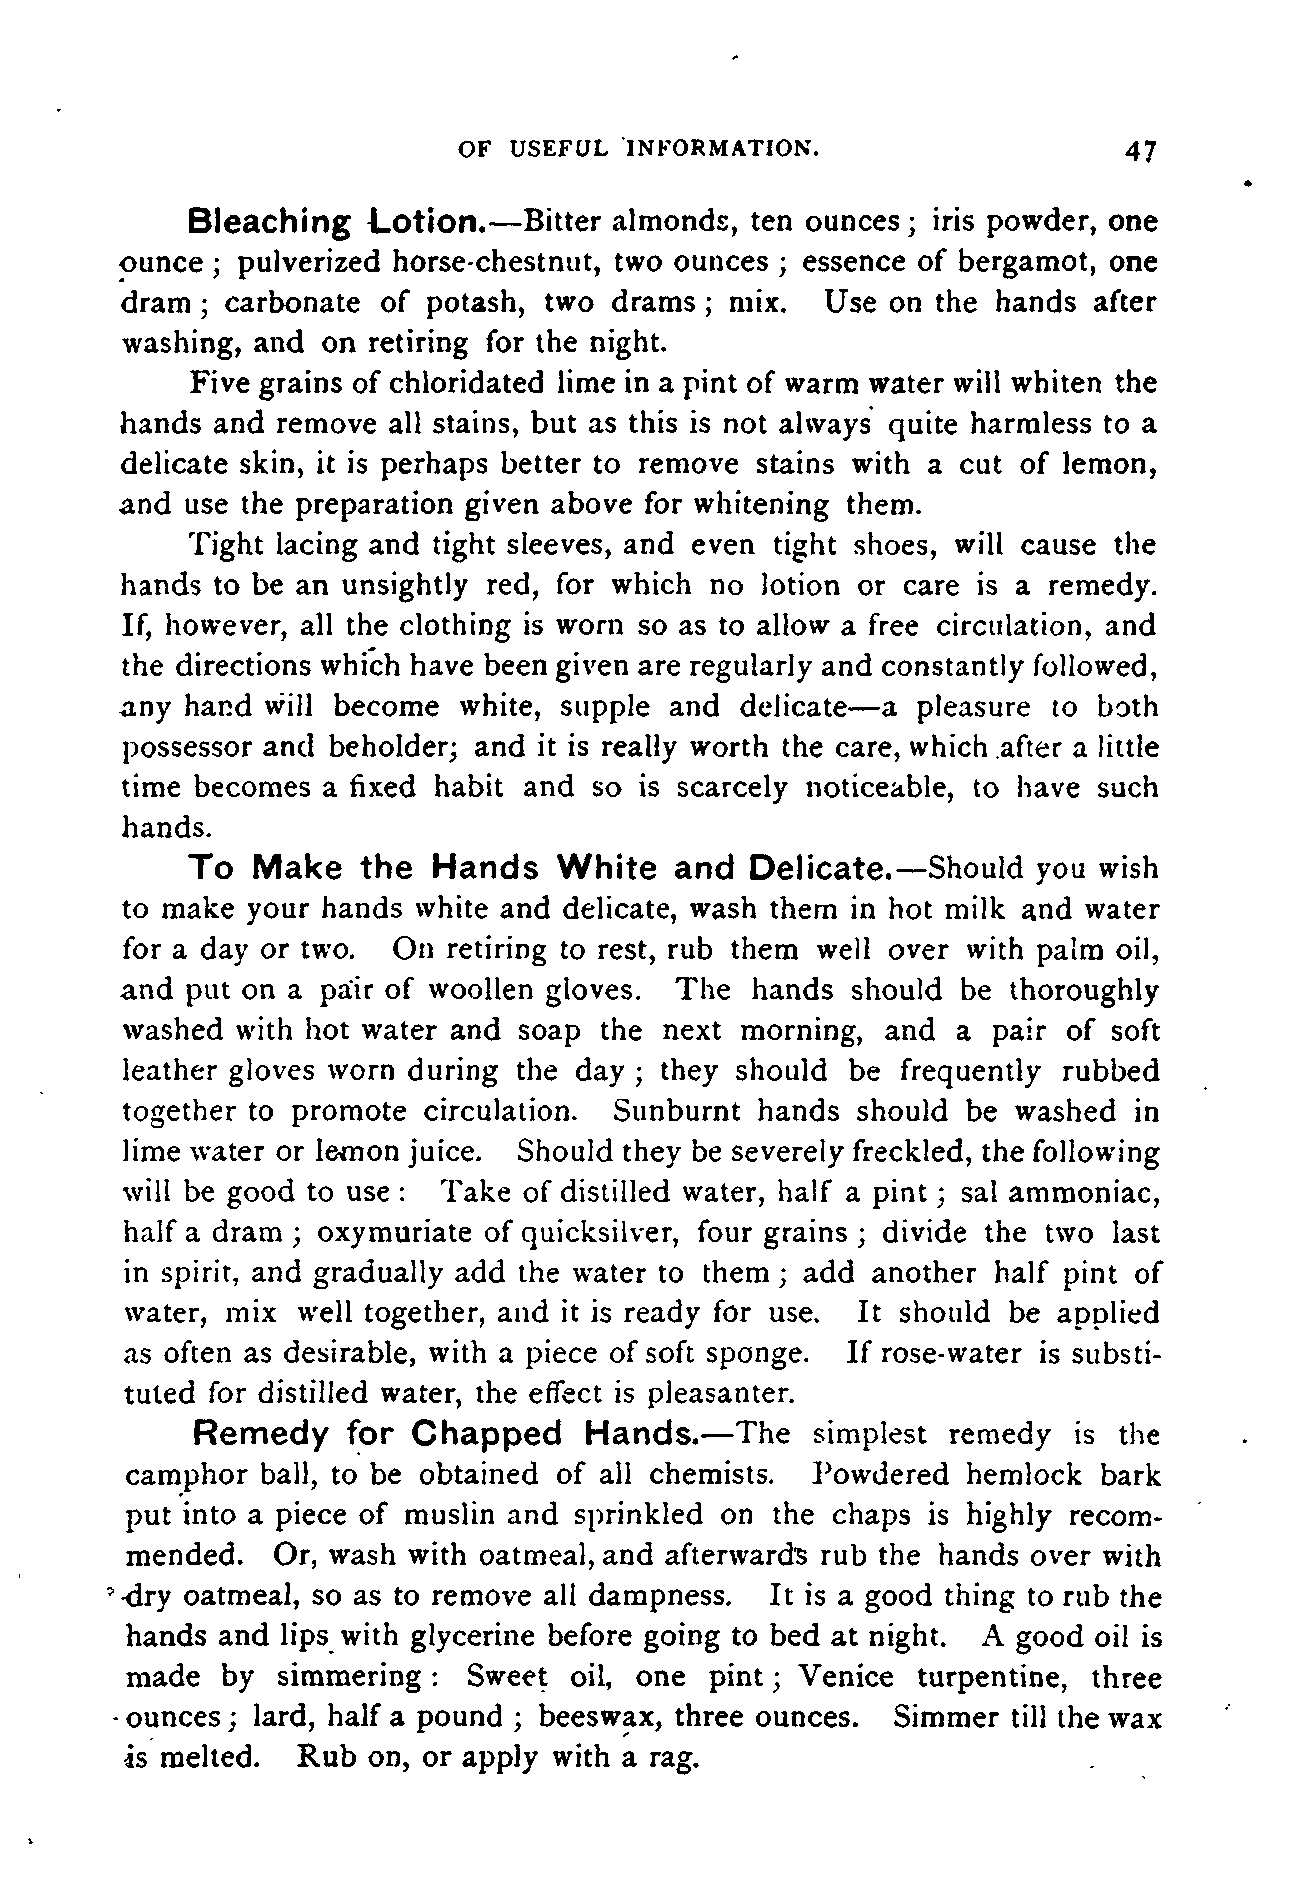 OF USEFUL INFORMATION. 47
Bleaching Lotion.—Bitter almonds, ten ounces; iris powder, one
ounce; pulverized horse-chestnut, two ounces; essence of bergamot, one
dram; carbonate of potash, two drams; mix. Use on the hands after
washing, and on retiring for the night.
Five grains of chloridated lime in a pint of warm water will whiten the
hands and remove all stains, but as this is not always quite harmless to a
delicate skin, it is perhaps better to remove stains with a cut of lemon,
and use the preparation given above for whitening them.
Tight lacing and tight sleeves, and even tight shoes, will cause the
hands to be an unsightly red, for which no lotion or care is a remedy.
If, however, all the clothing is worn so as to allow a free circulation, and
the directions which have been given are regularly and constantly followed,
any hand will become white, supple and delicate—a pleasure to both
possessor and beholder; and it is really worth the care, which after a little
time becomes a fixed habit and so is scarcely noticeable, to have such
hands.
To Make the Hands White and Delicate.—Should you wish
to make your hands white and delicate, wash them in hot milk and water
for a day or two. On retiring to rest, rub them well over with palm oil,
and put on a pair of woollen gloves. The hands should be thoroughly
washed with hot water and soap the next morning, and a pair of soft
leather gloves worn during the day; they should be frequently rubbed
together to promote circulation. Sunburnt hands should be washed in
lime water or lemon juice. Should they be severely freckled, the following
will be good to use: Take of distilled water, half a pint; sal ammoniac,
half a dram; oxymuriate of quicksilver, four grains; divide the two last
in spirit, and gradually add the water to them; add another half pint of
water, mix well together, and it is ready for use. It should be applied
as often as desirable, with a piece of soft sponge. If rose-water is substi-
tuted for distilled water, the effect is pleasanter.
Remedy for Chapped Hands.—The simplest remedy is the
camphor ball, to be obtained of all chemists. Powdered hemlock bark
put into a piece of muslin and sprinkled on the chaps is highly recom-
mended. Or, wash with oatmeal, and afterwards rub the hands over with
dry oatmeal, so as to remove all dampness. It is a good thing to rub the
hands and lips with glycerine before going to bed at night. A good oil is
made by simmering: Sweet oil, one pint; Venice turpentine, three
ounces; lard, half a pound; beeswax, three ounces. Simmer till the wax
is melted. Rub on, or apply with a rag.